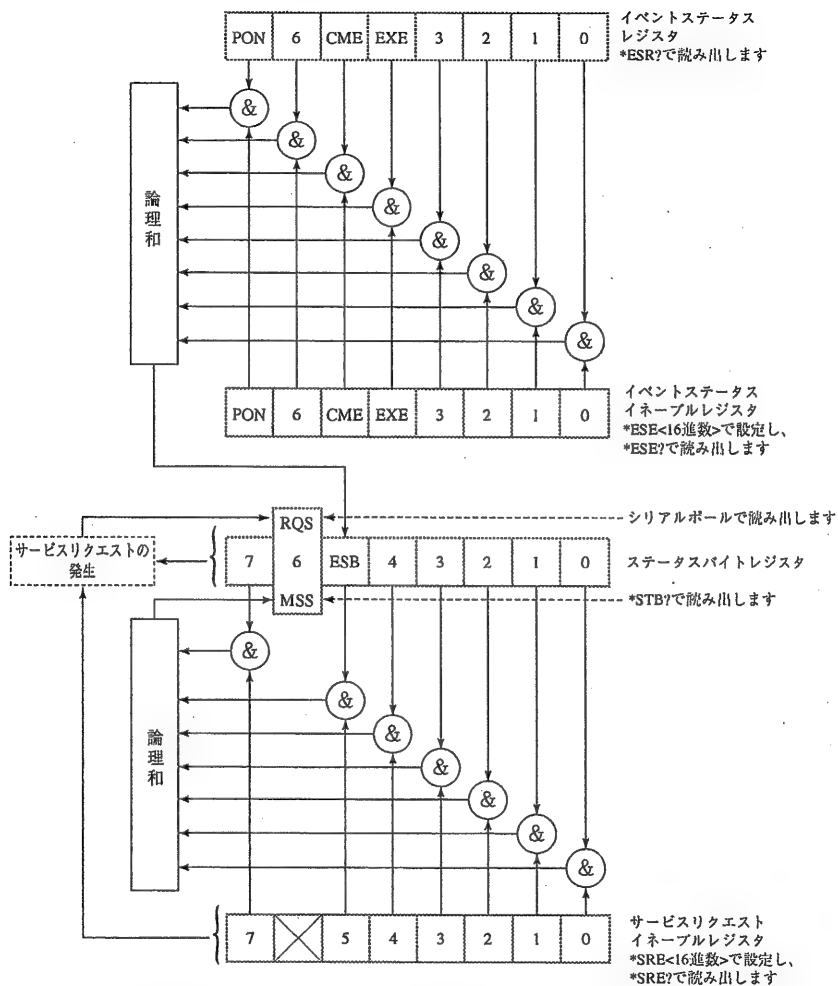 イベントステータス
レジスタ
*ESR?で読み出します
PON 6 CME EXE 3 2 1 0
&
&
&
&
&
&
&
&
論理和
PON 6 CME EXE 3 2 1 0
イベントステータス
イネーブルレジスタ
*ESE<16進数>で設定し、
*ESE?で読み出します
RQS
シリアルポールで読み出します
サービスリクエストの
発生
7 6 ESB 4 3 2 1 0
ステータスバイトレジスタ
MSS
*STB?で読み出します
&
&
&
&
&
&
&
論理和
7 5 4 3 2 1 0
サービスリクエスト
イネーブルレジスタ
*SRE<16進数>で設定し、
*SRE?で読み出します